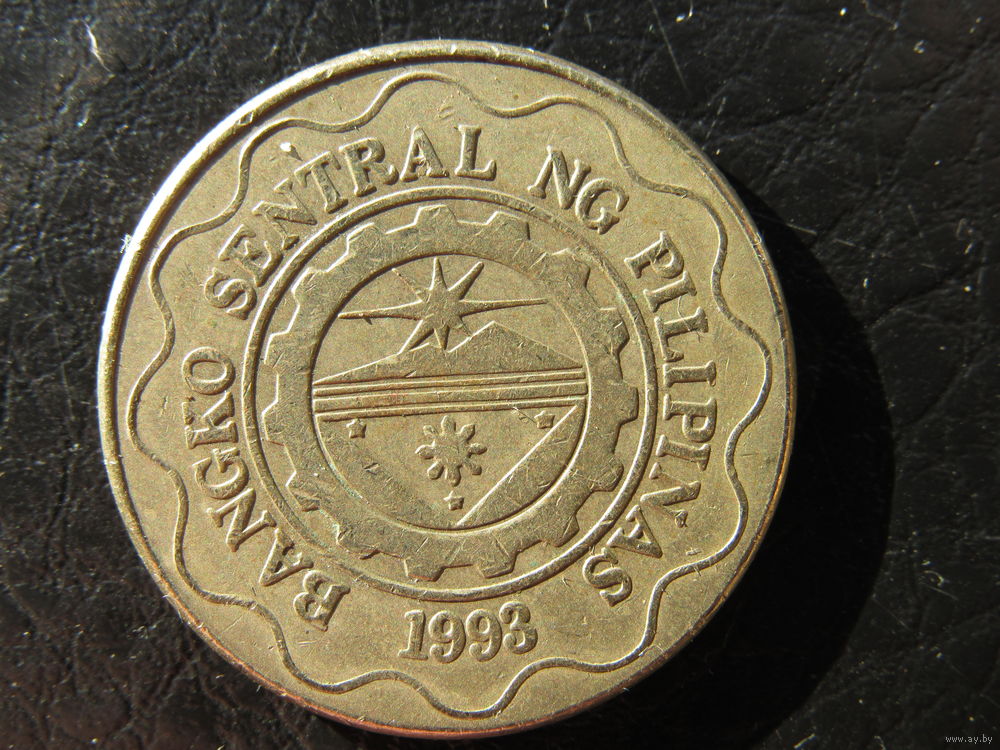 BANGKO SENTRAL NG PILIPINAS
1993
www.ay.by